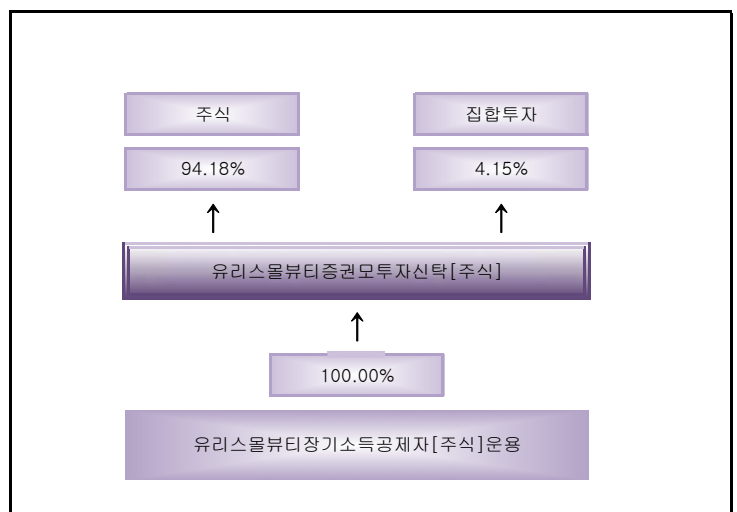 주식
집합투자
94.18%
4.15%
유리스몰뷰티증권모투자신탁[주식]
100.00%
유리스몰뷰티장기소득공제자[주식]운용